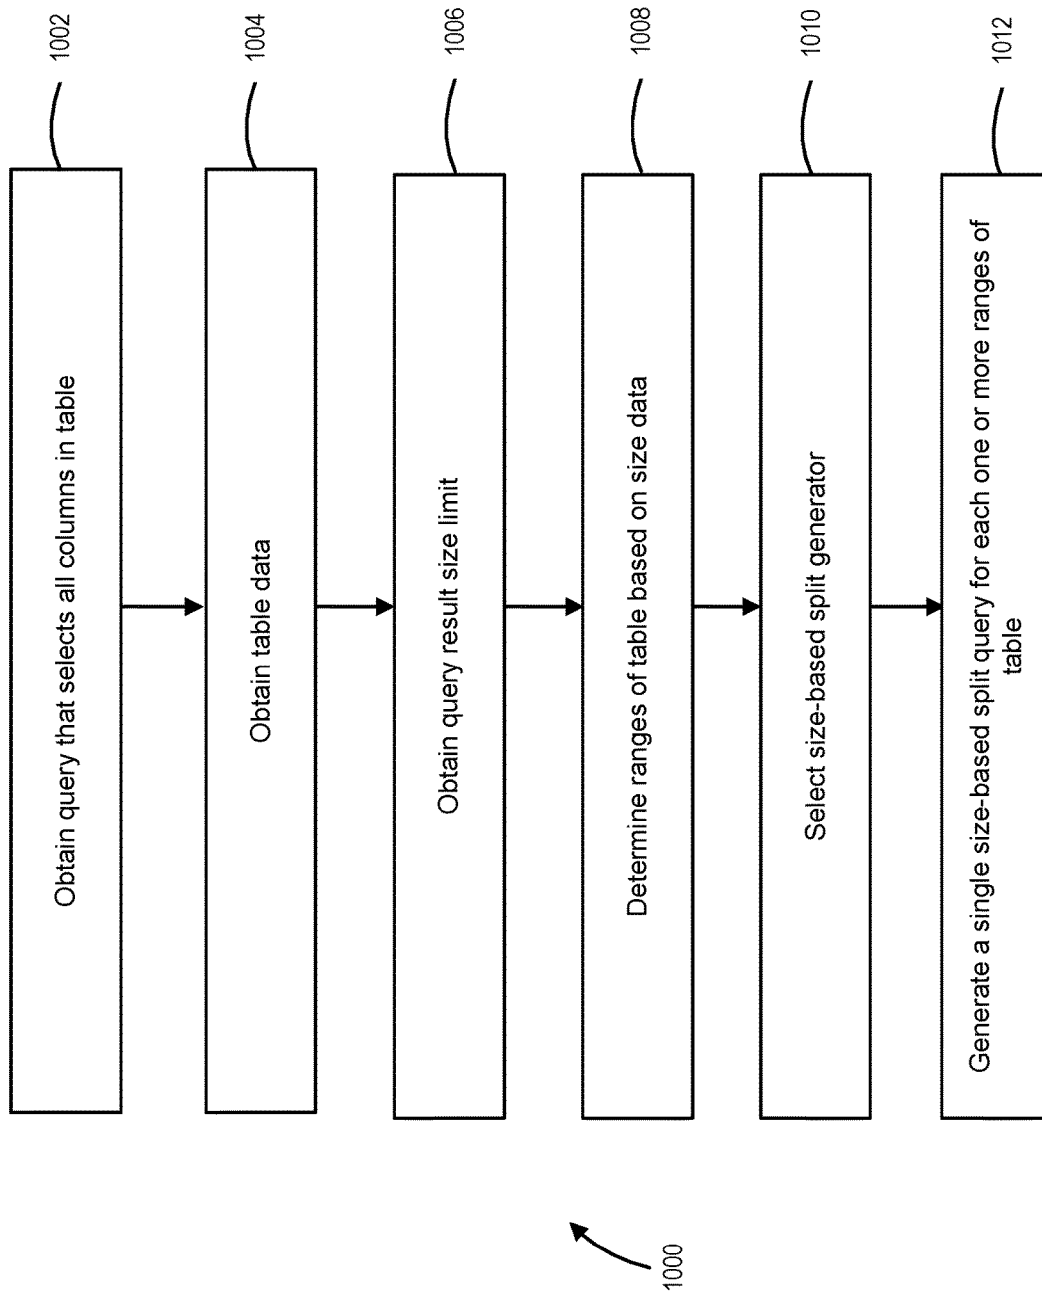 Obtain query that selects all columns in table
1002
Obtain table data
1004
Obtain query result size limit
1006
Determine ranges of table based on size data
1008
Select size-based split generator
1010
Generate a single size-based split query for each one or more ranges of
table
1012
1000